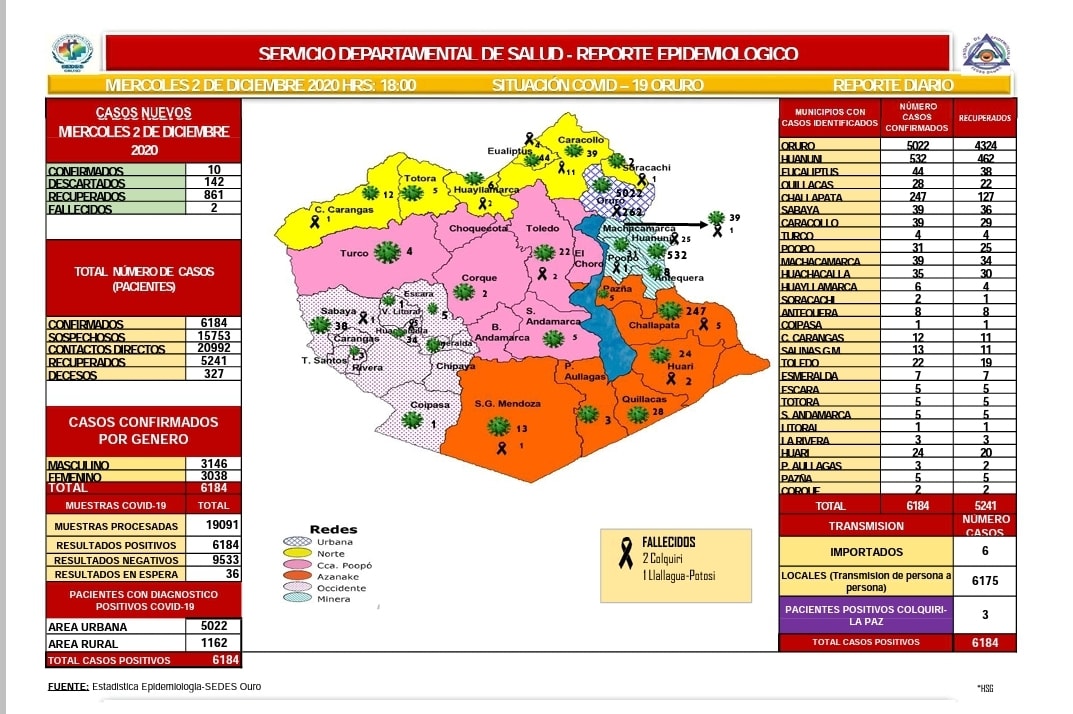 SERVICIO DEPARTAMENTAL DE SALUD - REPORTE EPIDEMIOLOGICO
MIERCOLES 2 DE DICIEMBRE 2020 HRS: 18:00 SITUACIÓN COVID – 19 ORURO REPORTE DIARIO
CASOS NUEVOS
MIERCOLES 2 DE DICIEMBRE
2020
CONFIRMADOS 10
DESCARTADOS 142
RECUPERADOS 861
FALLECIDOS 2
TOTAL NÚMERO DE CASOS
(PACIENTES)
CONFIRMADOS 6184
SOSPECHOSOS 15753
CONTACTOS DIRECTOS 20992
RECUPERADOS 5241
DECESOS 327
CASOS CONFIRMADOS
POR GENERO
MASCULINO 3146
FEMENINO 3038
TOTAL 6184
MUESTRAS COVID-19 TOTAL
MUESTRAS PROCESADAS 19091
RESULTADOS POSITIVOS 6184
RESULTADOS NEGATIVOS 9533
RESULTADOS EN ESPERA 36
PACIENTES CON DIAGNOSTICO
POSITIVOS COVID-19
AREA URBANA 5022
AREA RURAL 1162
TOTAL CASOS POSITIVOS 6184
Caracollo
39
11
Eualiptus
4
44
Soracachi
2
1
Totora
5
Huayllamarca
6
2
12
C. Carangas
1
5022
Oruro
262
Machacamarca
39
1
Huanuni
25
532
Poopó
31
1
Antequera
8
Choquecota
Toledo
22
2
El
Choro
Turco
4
Corque
2
Pazña
5
Escara
5
Sabaya
38
1
V. Litoral
1
Huachacalla
34
5
Carangas
Esmeralda
T. Santos
3
Rivera
Chipaya
S.
Andamarca
5
B.
Andamarca
Challapata
247
5
24
Huari
2
P.
Aullagas
3
Quillacas
28
Coipasa
1
S.G. Mendoza
13
1
Redes
Urbana
Norte
Cca. Poopó
Azanake
Occidente
Minera
FALLECIDOS
2 Colquiri
1 Llallagua-Potosi
MUNICIPIOS CON CASOS IDENTIFICADOS NÚMERO CASOS CONFIRMADOS RECUPERADOS
ORURO 5022 4324
HUANUNI 532 462
EUCALIPTUS 44 38
QUILLACAS 28 22
CHALLAPATA 247 127
SABAYA 39 36
CARACOLLO 39 29
TURCO 4 4
POOPO 31 25
MACHACAMARCA 39 34
HUACHACALLA 35 30
HUAYLLAMARCA 6 4
SORACACHI 2 1
ANTEQUERA 8 8
COIPASA 1 1
C. CARANGAS 12 11
SALINAS G.M 13 11
TOLEDO 22 19
ESMERALDA 7 7
ESCARA 5 5
TOTORA 5 5
S. ANDAMARCA 5 5
LITORAL 1 1
LA RIVERA 3 3
HUARI 24 20
P. AULLAGAS 3 2
PAZÑA 5 5
CORQUE 2 2
TOTAL 6184 5241
TRANSMISION NÚMERO CASOS
IMPORTADOS 6
LOCALES (Transmision de persona a persona) 6175
PACIENTES POSITIVOS COLQUIRI-LA PAZ 3
TOTAL CASOS POSITIVOS 6184
FUENTE: Estadistica Epidemiologia-SEDES Ouro
*HSG